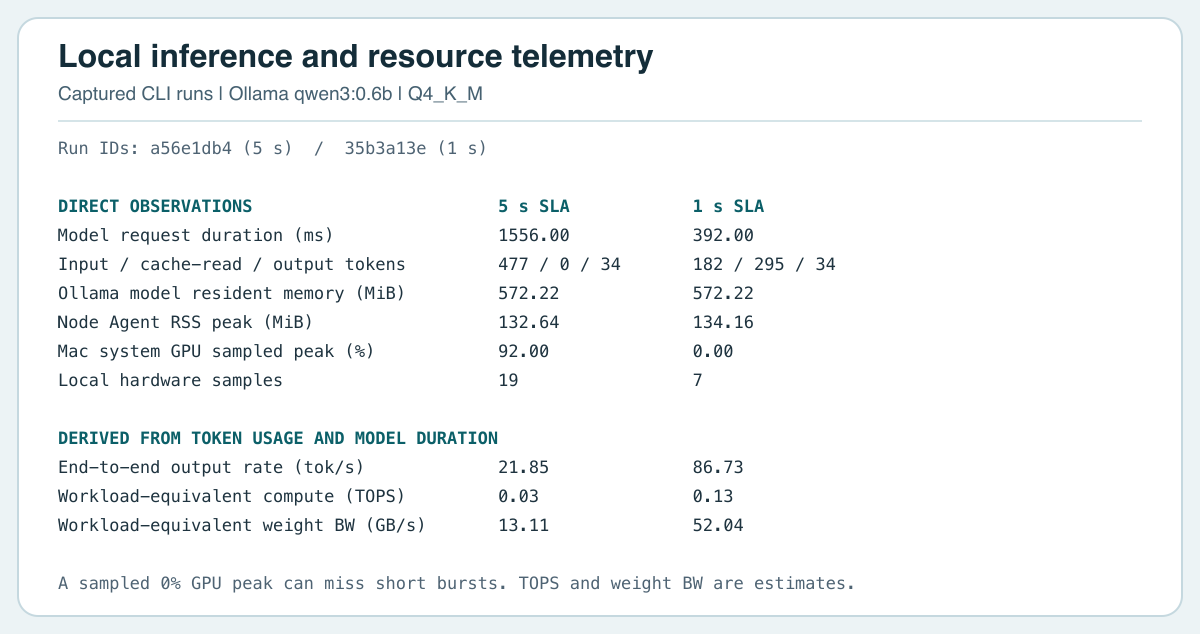 Local inference and resource telemetry
Captured CLI runs | Ollama qwen3:0.6b | Q4_K_M
Run IDs: a56e1db4 (5 s)  /  35b3a13e (1 s)
DIRECT OBSERVATIONS 5 s SLA 1 s SLA
Model request duration (ms) 1556.00 392.00
Input / cache-read / output tokens 477 / 0 / 34 182 / 295 / 34
Ollama model resident memory (MiB) 572.22 572.22
Node Agent RSS peak (MiB) 132.64 134.16
Mac system GPU sampled peak (%) 92.00 0.00
Local hardware samples 19 7
DERIVED FROM TOKEN USAGE AND MODEL DURATION
End-to-end output rate (tok/s) 21.85 86.73
Workload-equivalent compute (TOPS) 0.03 0.13
Workload-equivalent weight BW (GB/s) 13.11 52.04
A sampled 0% GPU peak can miss short bursts. TOPS and weight BW are estimates.